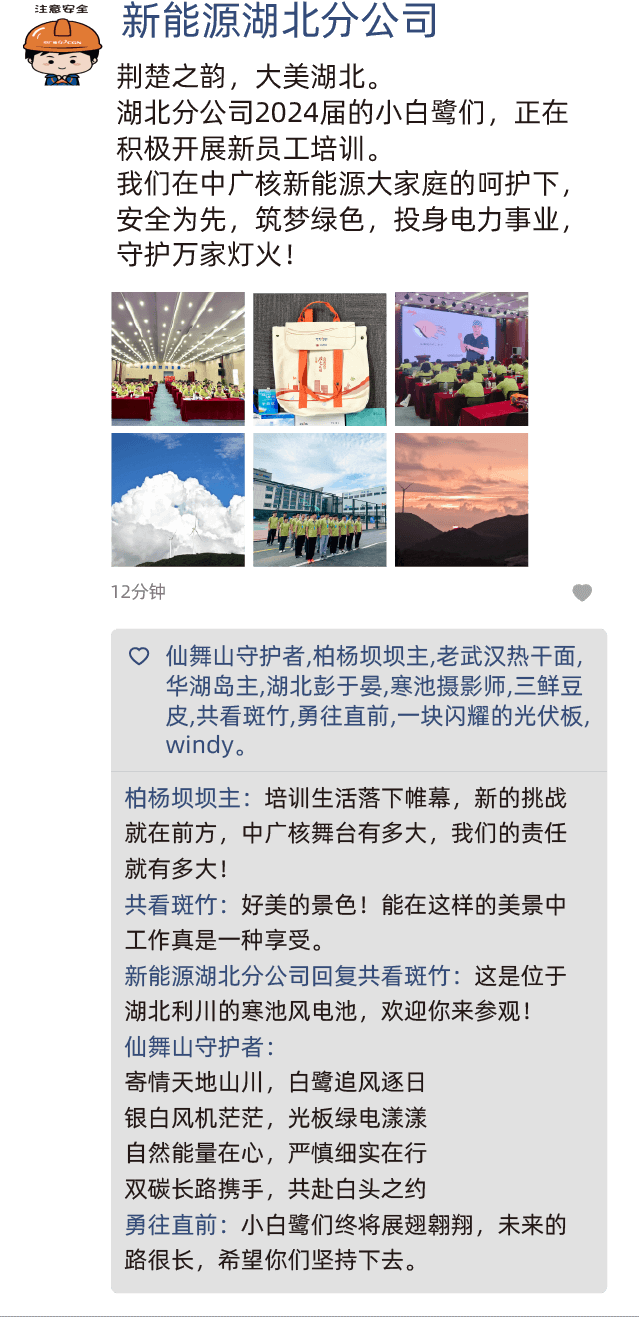 注意安全
新能源湖北分公司
荆楚之韵，大美湖北。
湖北分公司2024届的小白鹭们，正在
积极开展新员工培训。
我们在中广核新能源大家庭的呵护下，
安全为先，筑梦绿色，投身电力事业，
守护万家灯火！
12分钟
仙舞山守护者,柏杨坝坝主,老武汉热干面,
华湖岛主,湖北彭于晏,寒池摄影师,三鲜豆
皮,共看斑竹,勇往直前,一块闪耀的光伏板,
windy。
柏杨坝坝主：培训生活落下帷幕，新的挑战
就在前方，中广核舞台有多大，我们的责任
就有多大！
共看斑竹：好美的景色！能在这样的美景中
工作真是一种享受。
新能源湖北分公司回复共看斑竹：这是位于
湖北利川的寒池风电池，欢迎你来参观！
仙舞山守护者：
寄情天地山川，白鹭追风逐日
银白风机茫茫，光板绿电漾漾
自然能量在心，严慎细实在行
双碳长路携手，共赴白头之约
勇往直前：小白鹭们终将展翅翱翔，未来的
路很长，希望你们坚持下去。